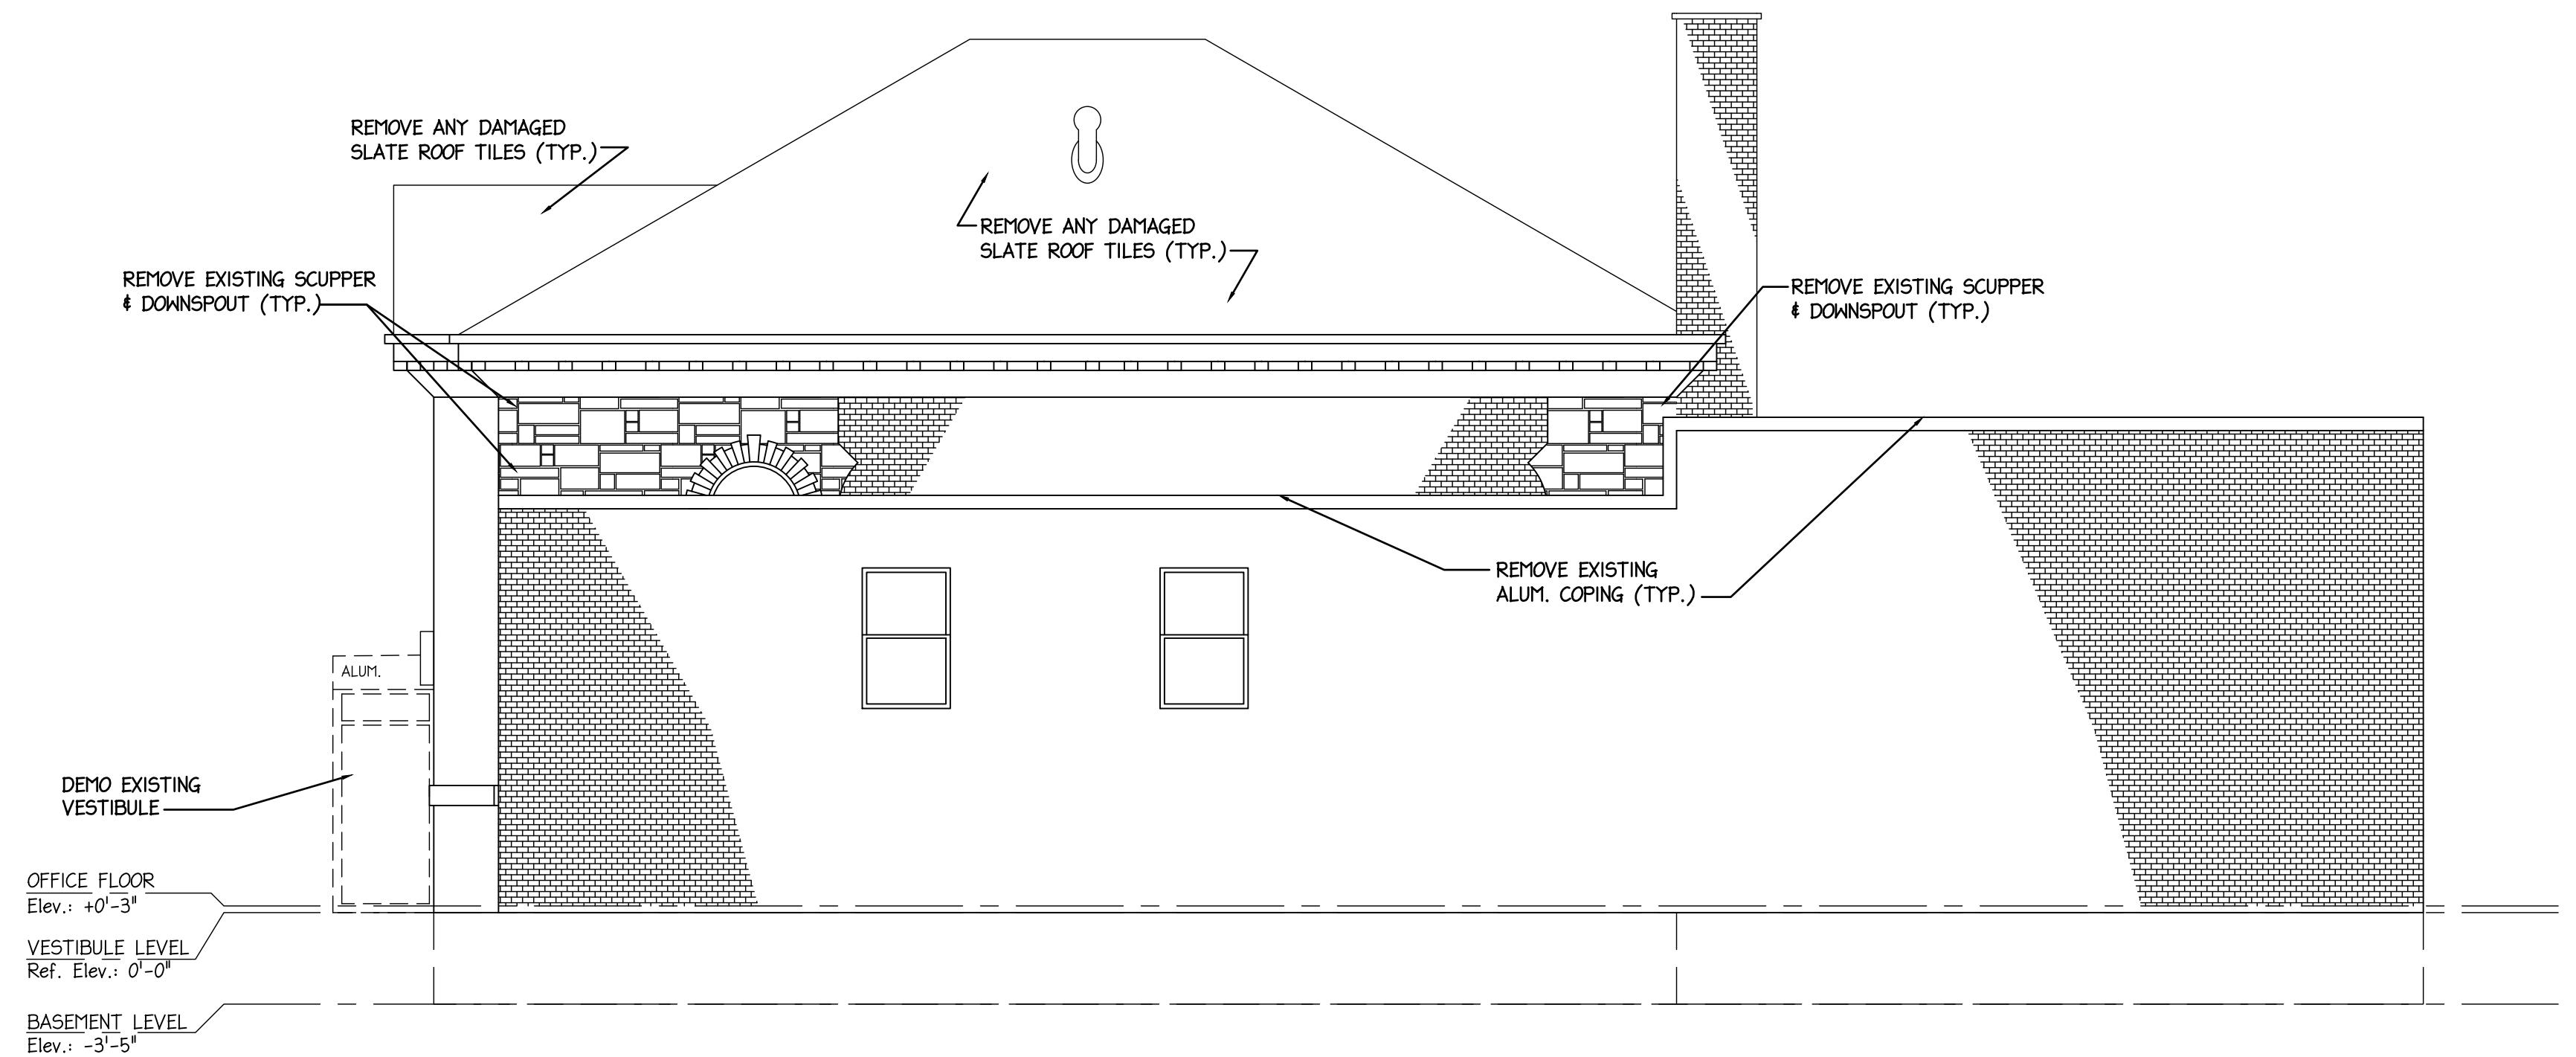 REMOVE ANY DAMAGED
SLATE ROOF TILES (TYP.)
REMOVE ANY DAMAGED
SLATE ROOF TILES (TYP.)
REMOVE EXISTING SCUPPER
& DOWNSPOUT (TYP.)
REMOVE EXISTING SCUPPER
& DOWNSPOUT (TYP.)
REMOVE EXISTING
ALUM. COPING (TYP.)
ALUM.
DEMO EXISTING
VESTIBULE
OFFICE FLOOR
Elev.: +0'-3"
VESTIBULE LEVEL
Ref. Elev.: 0'-0"
BASEMENT LEVEL
Elev.: -3'-5"